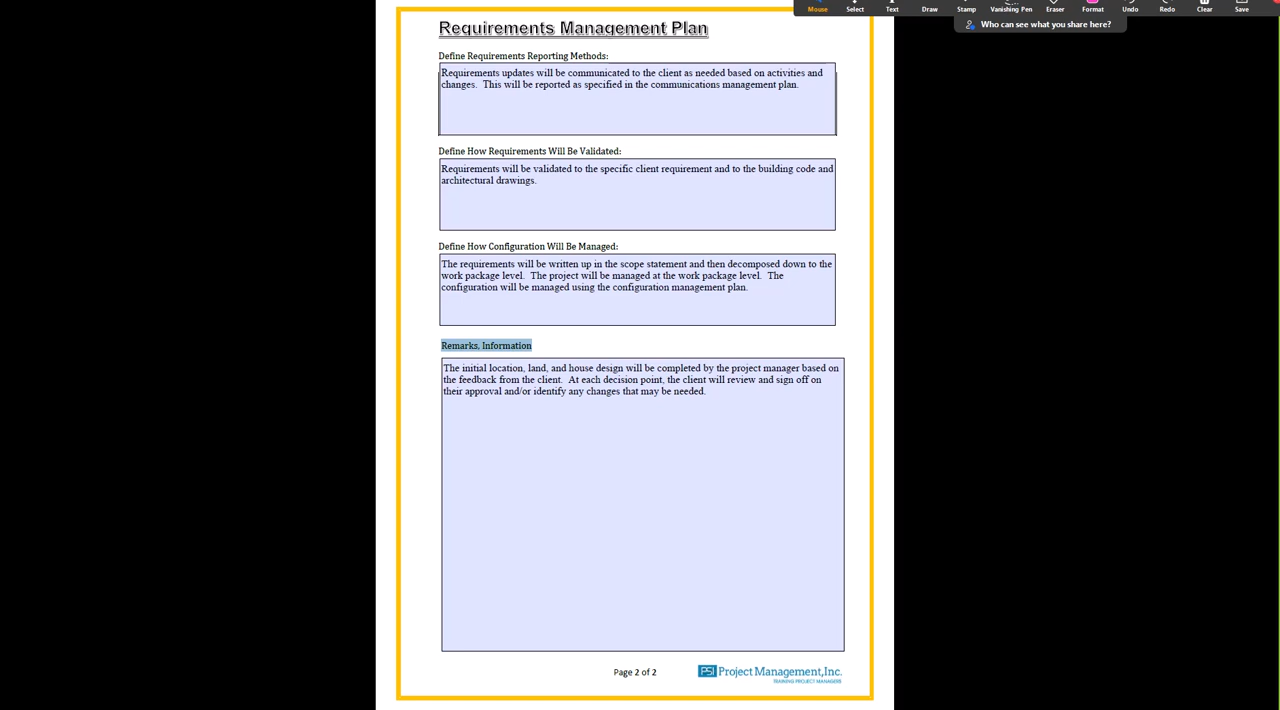 Mouse
Select
Text
Draw
Stamp
Vanishing Pen
Eraser
Format
Undo
Redo
Clear
Save
Who can see what you share here?
Requirements Management Plan
Define Requirements Reporting Methods:
Requirements updates will be communicated to the client as needed based on activities and
changes. This will be reported as specified in the communications management plan.
Define How Requirements Will Be Validated:
Requirements will be validated to the specific client requirement and to the building code and
architectural drawings.
Define How Configuration Will Be Managed:
The requirements will be written up in the scope statement and then decomposed down to the
work package level. The project will be managed at the work package level. The
configuration will be managed using the configuration management plan.
Remarks, Information
The initial location, land, and house design will be completed by the project manager based on
the feedback from the client. At each decision point, the client will review and sign off on
their approval and/or identify any changes that may be needed.
Page 2 of 2
PSI Project Management, Inc.
TRAINING PROJECT MANAGERS